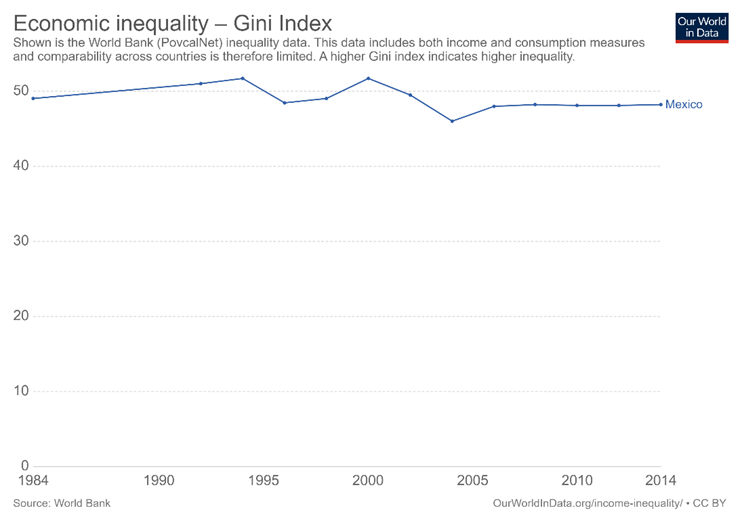 Economic inequality – Gini Index
Our World
in Data
Shown is the World Bank (PovcalNet) inequality data. This data includes both income and consumption measures
and comparability across countries is therefore limited. A higher Gini index indicates higher inequality.
50
Mexico
40
30
20
10
0
1984 1990 1995 2000 2005 2010 2014
Source: World Bank
OurWorldInData.org/income-inequality/ • CC BY